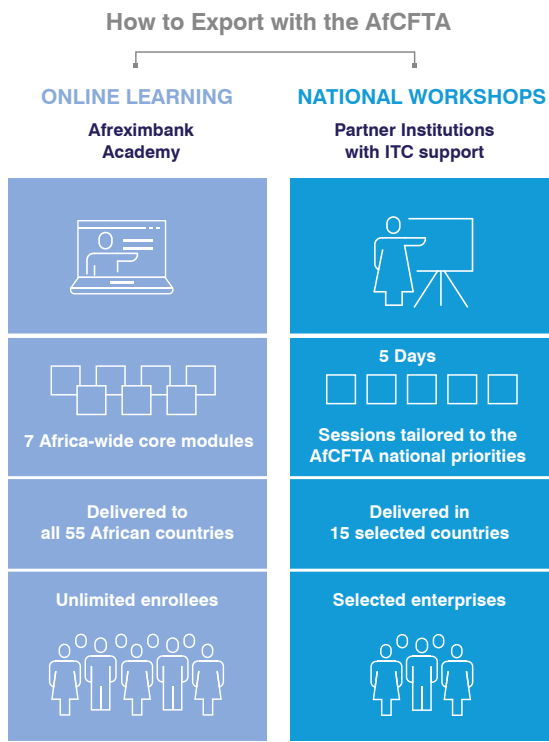 How to Export with the AfCFTA
ONLINE LEARNING
Afreximbank
Academy
7 Africa-wide core modules
Delivered to
all 55 African countries
Unlimited enrollees
NATIONAL WORKSHOPS
Partner Institutions
with ITC support
5 Days
Sessions tailored to the
AfCFTA national priorities
Delivered in
15 selected countries
Selected enterprises